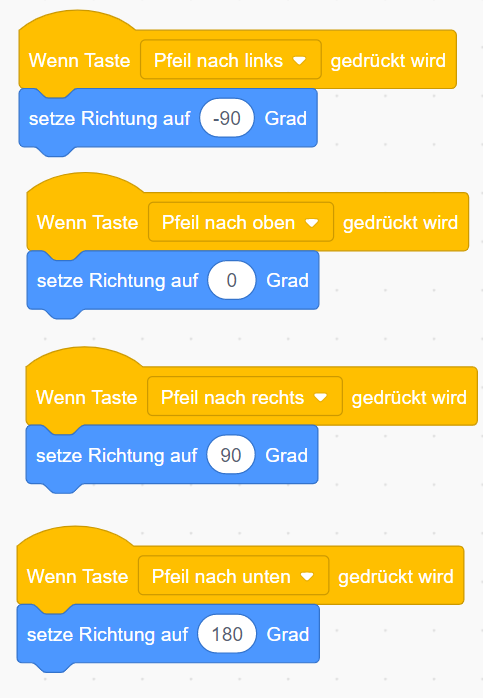 Wenn Taste Pfeil nach links gedrückt wird
setze Richtung auf -90 Grad
Wenn Taste Pfeil nach oben gedrückt wird
setze Richtung auf 0 Grad
Wenn Taste Pfeil nach rechts gedrückt wird
setze Richtung auf 90 Grad
Wenn Taste Pfeil nach unten gedrückt wird
setze Richtung auf 180 Grad